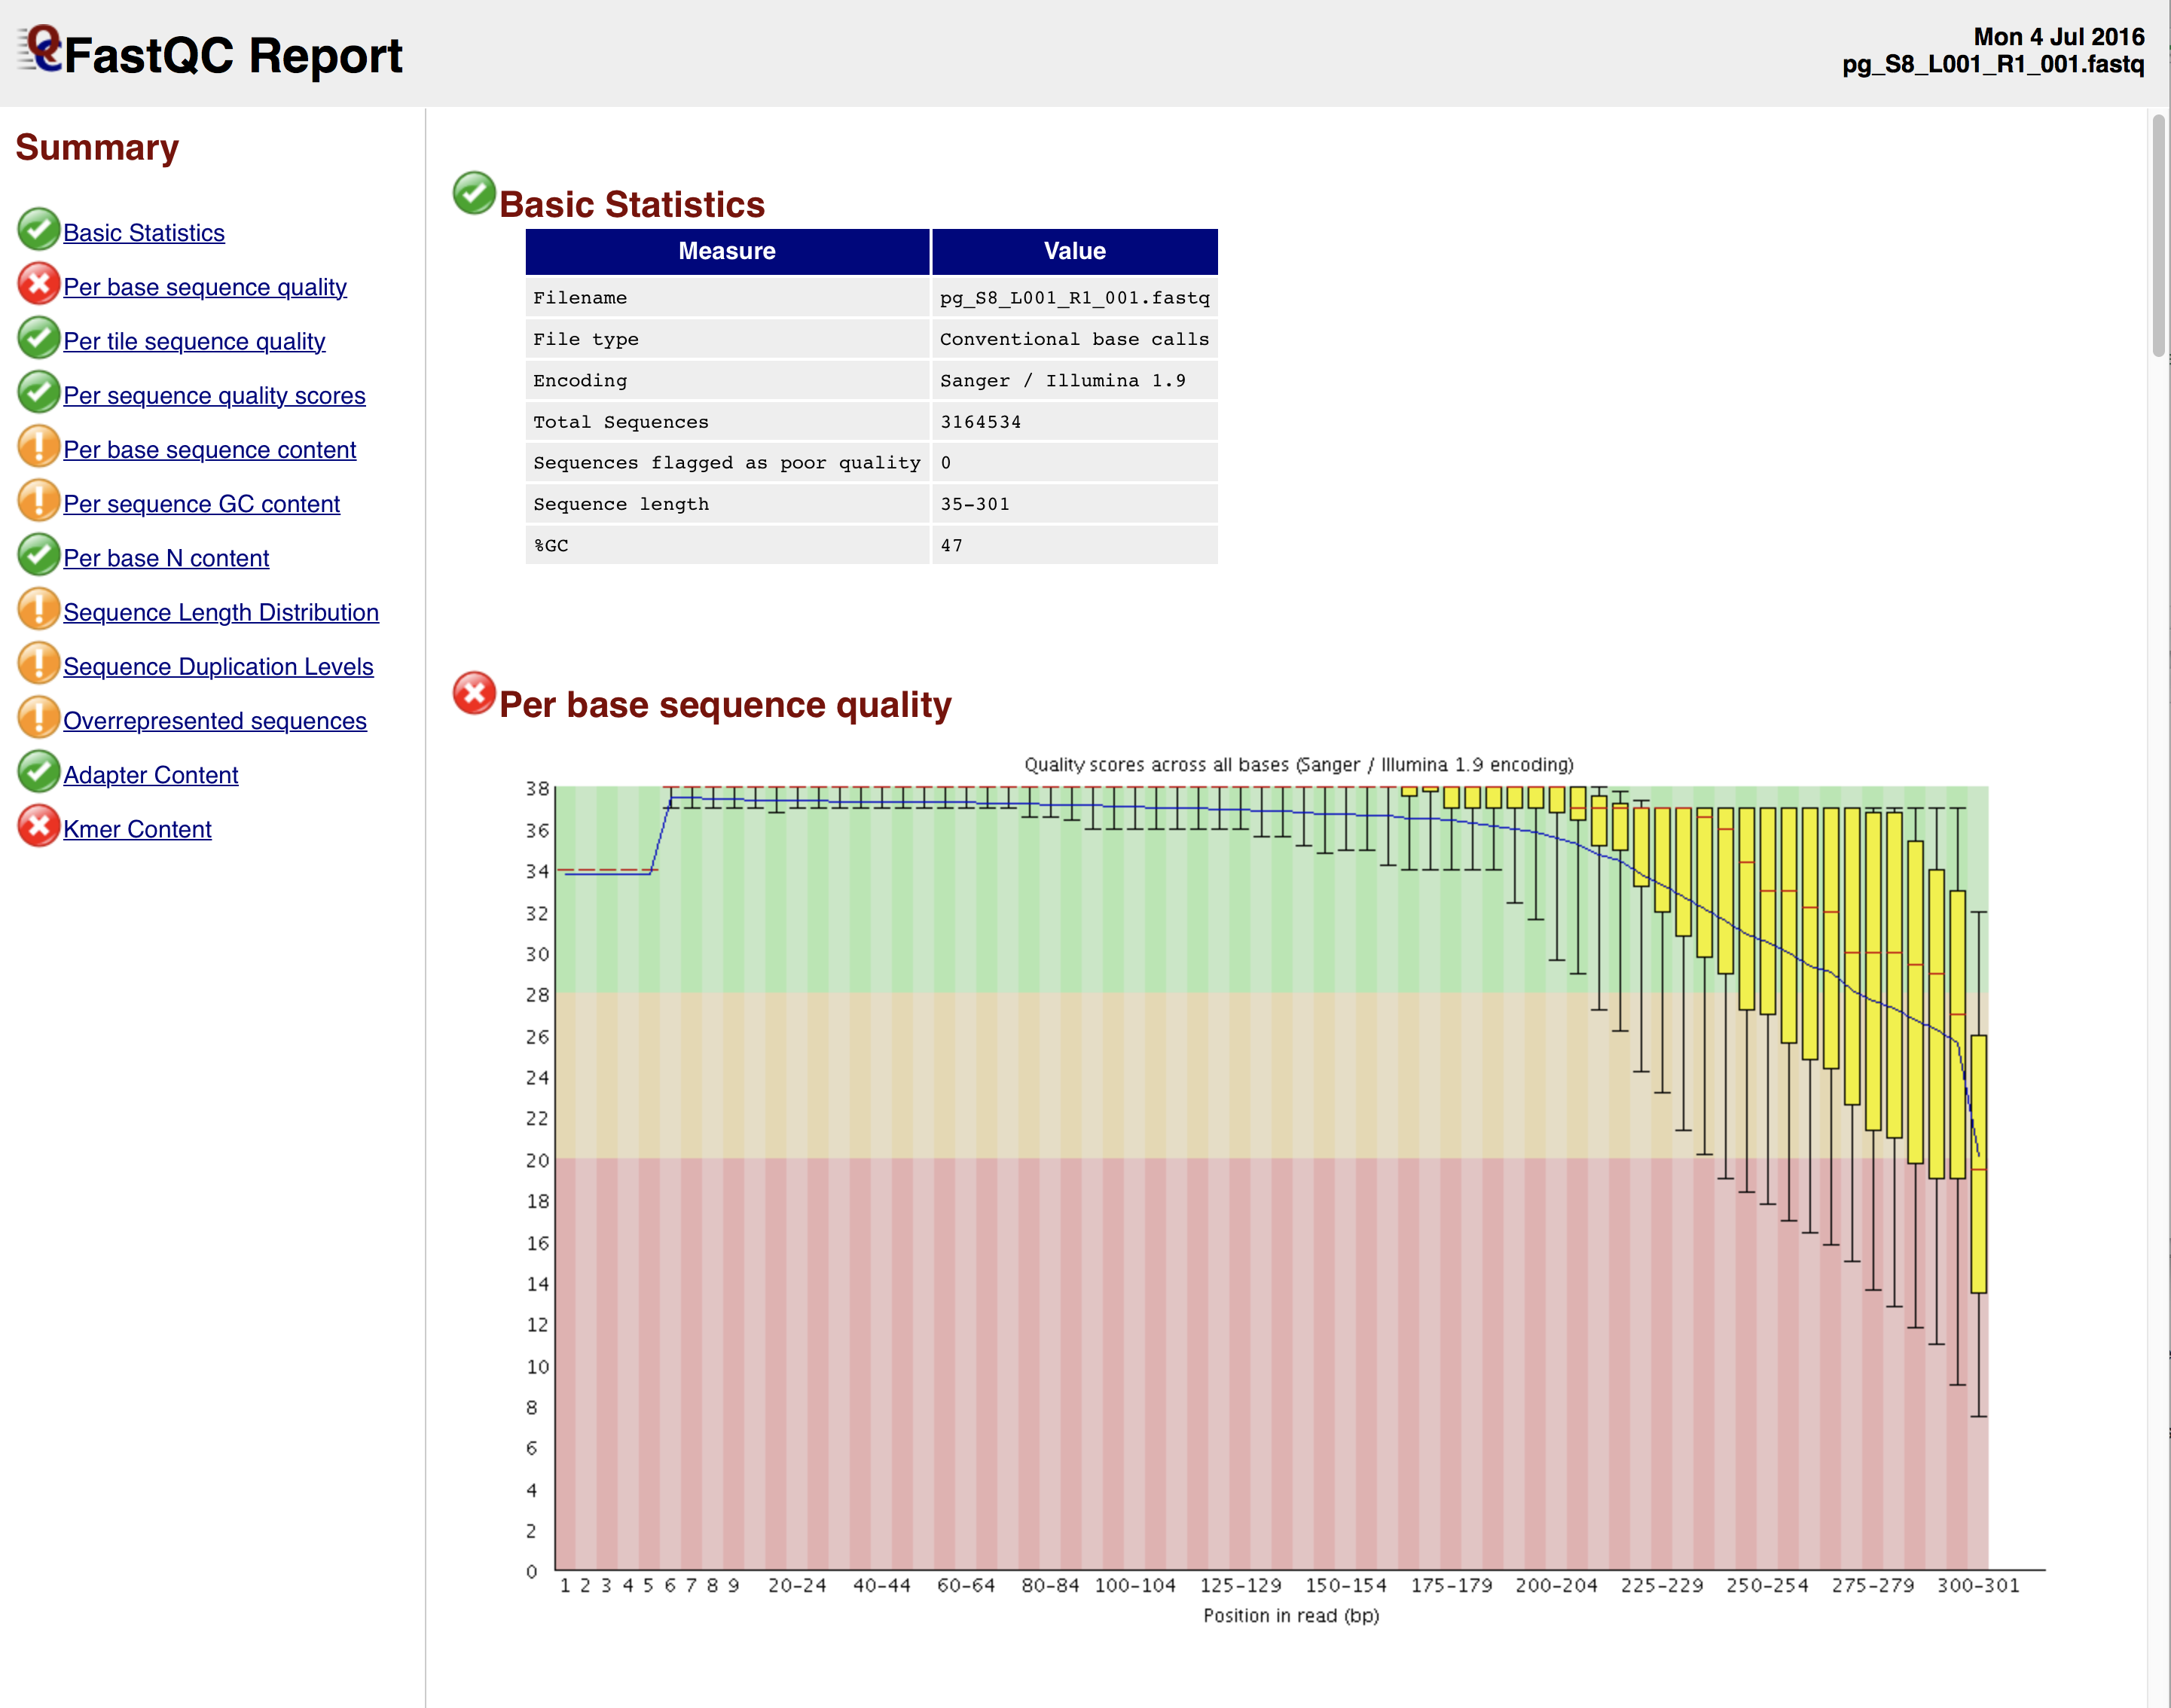 FastQC Report
Mon 4 Jul 2016
pg_S8_L001_R1_001.fastq
Summary
Basic Statistics
Per base sequence quality
Per tile sequence quality
Per sequence quality scores
Per base sequence content
Per sequence GC content
Per base N content
Sequence Length Distribution
Sequence Duplication Levels
Overrepresented sequences
Adapter Content
Kmer Content
Basic Statistics
Measure Value
Filename pg_S8_L001_R1_001.fastq
File type Conventional base calls
Encoding Sanger / Illumina 1.9
Total Sequences 3164534
Sequences flagged as poor quality 0
Sequence length 35-301
%GC 47
Per base sequence quality
Quality scores across all bases (Sanger / Illumina 1.9 encoding)
38
36
34
32
30
28
26
24
22
20
18
16
14
12
10
8
6
4
2
0
1 2 3 4 5 6 7 8 9 20-24 40-44 60-64 80-84 100-104 125-129 150-154 175-179 200-204 225-229 250-254 275-279 300-301
Position in read (bp)